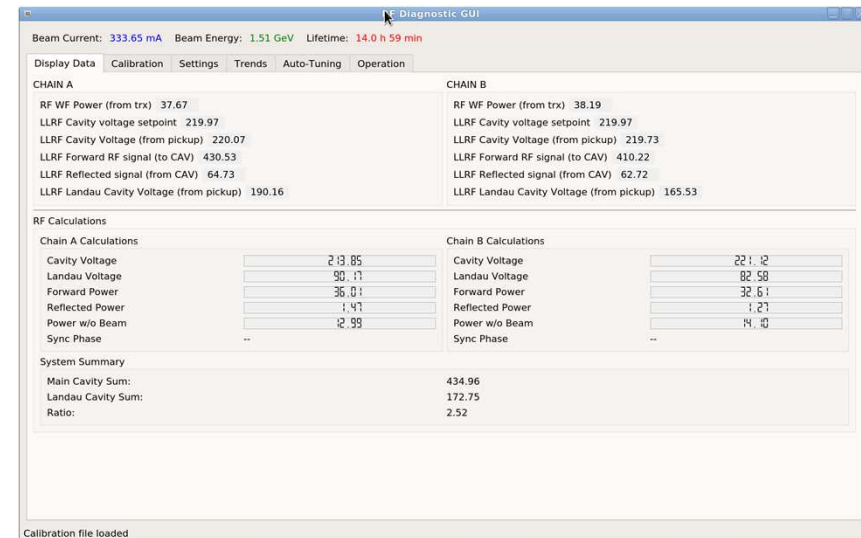 RF Diagnostic GUI
Beam Current: 333.65 mA Beam Energy: 1.51 GeV Lifetime: 14.0 h 59 min
Display Data Calibration Settings Trends Auto-Tuning Operation
CHAIN A
RF WF Power (from trx) 37.67
LLRF Cavity voltage setpoint 219.97
LLRF Cavity Voltage (from pickup) 220.07
LLRF Forward RF signal (to CAV) 430.53
LLRF Reflected signal (from CAV) 64.73
LLRF Landau Cavity Voltage (from pickup) 190.16
CHAIN B
RF WF Power (from trx) 38.19
LLRF Cavity voltage setpoint 219.97
LLRF Cavity Voltage (from pickup) 219.73
LLRF Forward RF signal (to CAV) 410.22
LLRF Reflected signal (from CAV) 62.72
LLRF Landau Cavity Voltage (from pickup) 165.53
RF Calculations
Chain A Calculations
Cavity Voltage 213.85
Landau Voltage 90.17
Forward Power 36.01
Reflected Power 1.47
Power w/o Beam 12.99
Sync Phase --
Chain B Calculations
Cavity Voltage 221.12
Landau Voltage 82.58
Forward Power 32.61
Reflected Power 1.27
Power w/o Beam 14.10
Sync Phase --
System Summary
Main Cavity Sum: 434.96
Landau Cavity Sum: 172.75
Ratio: 2.52
Calibration file loaded